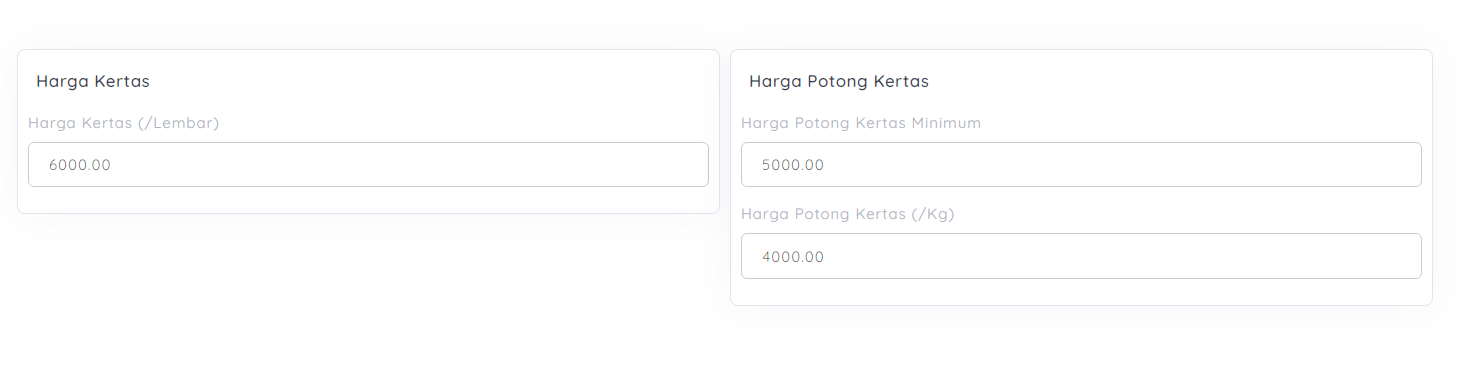 Harga Kertas
Harga Kertas (/Lembar)
6000.00
Harga Potong Kertas
Harga Potong Kertas Minimum
5000.00
Harga Potong Kertas (/Kg)
4000.00